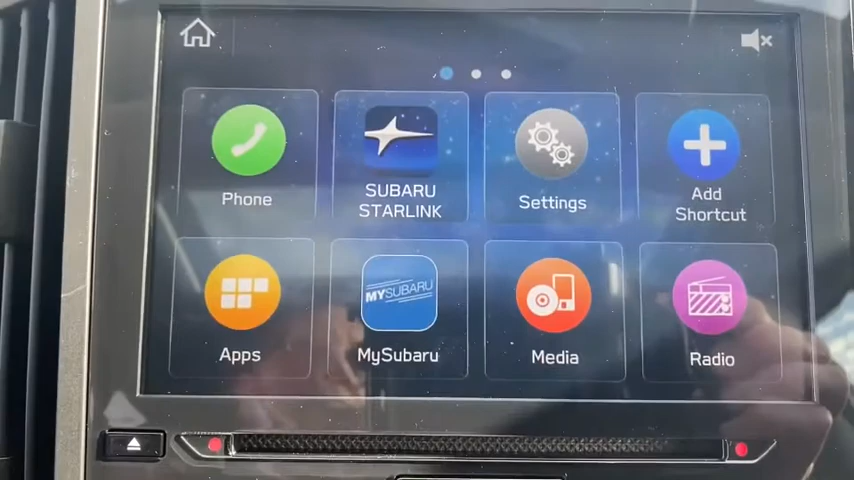 Phone
SUBARU
STARLINK
Settings
Add
Shortcut
Apps
MYSUBARU
MySubaru
Media
Radio